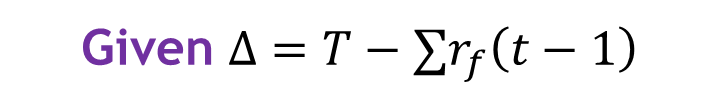 Given Δ = T − ∑r_f(t − 1)